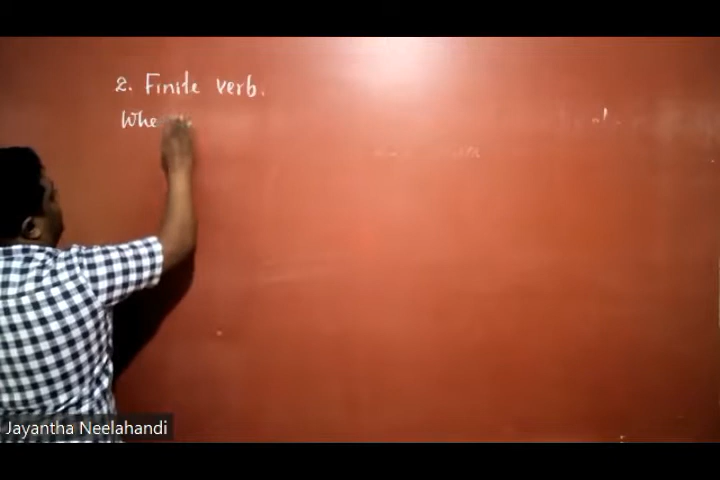 2. Finite verb.
Whe
Jayantha Neelahandi